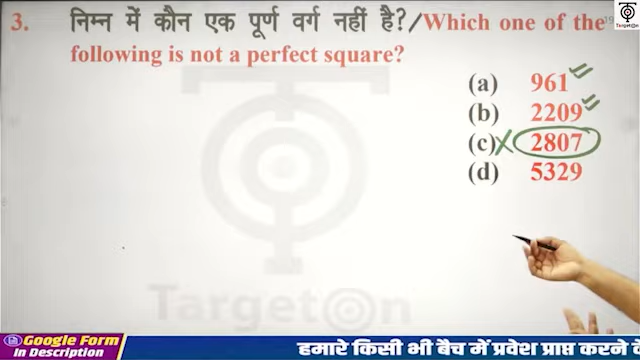 3. निम्न में कौन एक पूर्ण वर्ग नहीं है?/Which one of the
following is not a perfect square?
(a) 961
(b) 2209
(c) 2807
(d) 5329
Target n
Google Form
In Description
हमारे किसी भी बैच में प्रवेश प्राप्त करने